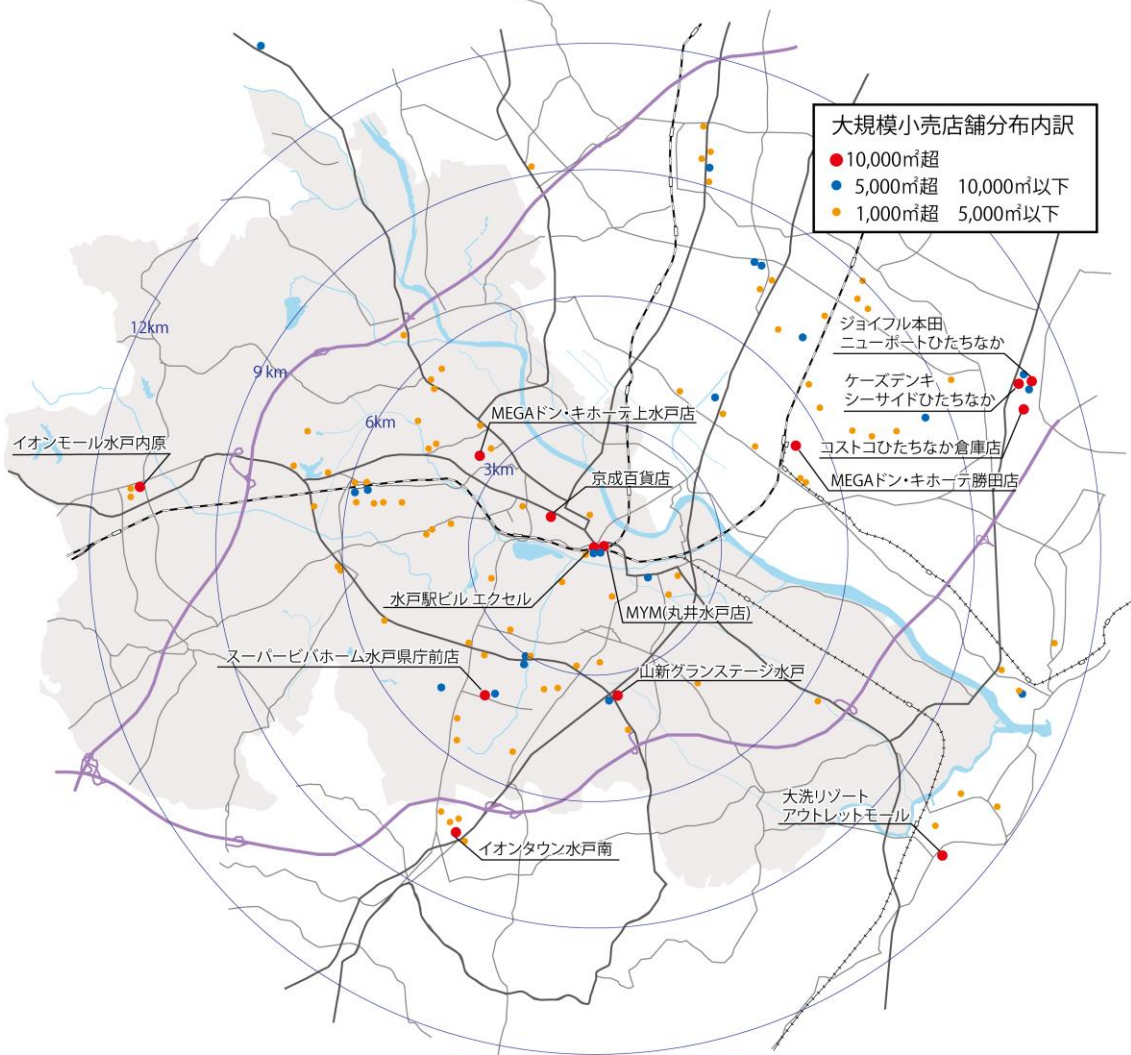 大規模小売店舗分布内訳
10,000㎡超
5,000㎡超 10,000㎡以下
1,000㎡超 5,000㎡以下
12km
9 km
6km
3km
ジョイフル本田
ニューポートひたちなか
ケーズデンキ
シーサイドひたちなか
コストコひたちなか倉庫店
MEGAドン・キホーテ勝田店
MEGAドン・キホーテ上水戸店
イオンモール水戸内原
京成百貨店
水戸駅ビル エクセル
MYM(丸井水戸店)
スーパービバホーム水戸県庁前店
山新グランステージ水戸
大洗リゾート
アウトレットモール
イオンタウン水戸南